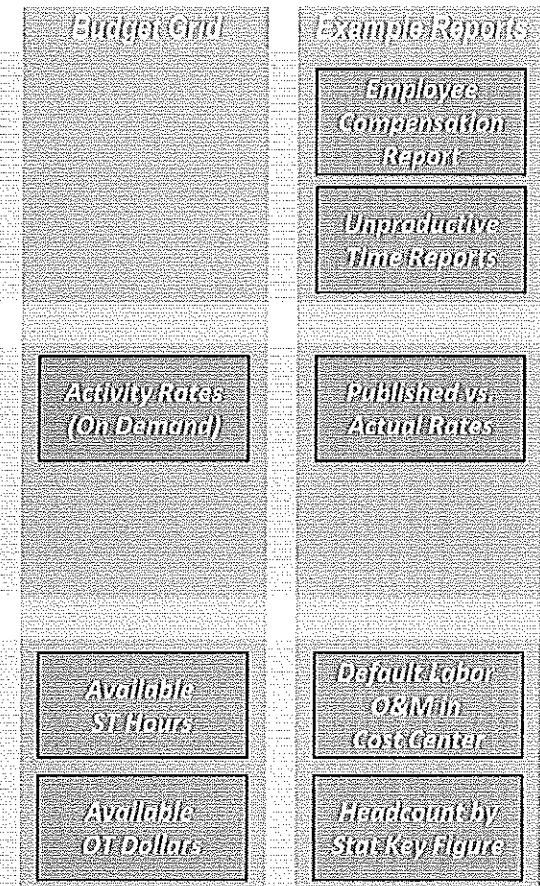 Budget Grid
Example Reports
Employee
Compensation
Report
Unproductive
Time Reports
Activity Rates
(On Demand)
Published vs.
Actual Rates
Available
ST Hours
Default Labor
O&M in
Cost Center
Available
OT Dollars
Headcount by
Stat Key Figure